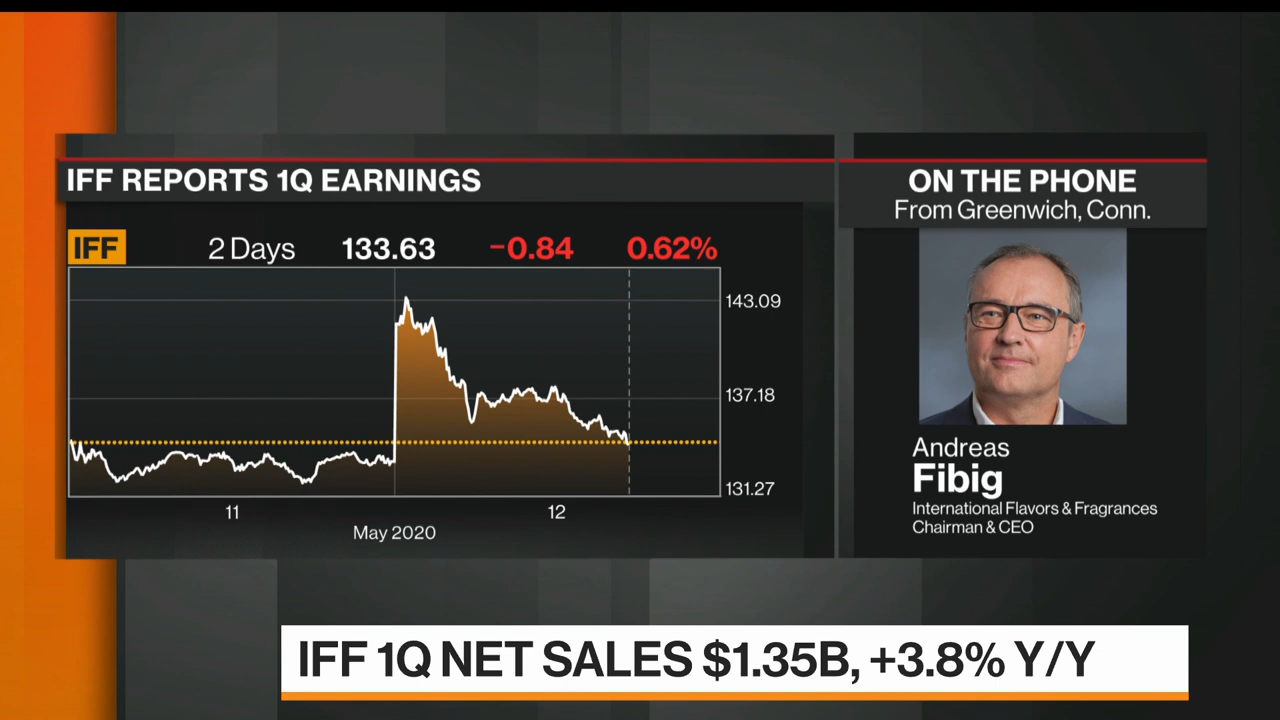 IFF REPORTS 1Q EARNINGS
IFF 2 Days 133.63 -0.84 0.62%
143.09
137.18
131.27
11 12
May 2020
ON THE PHONE
From Greenwich, Conn.
Andreas
Fibig
International Flavors & Fragrances
Chairman & CEO
IFF 1Q NET SALES $1.35B, +3.8% Y/Y